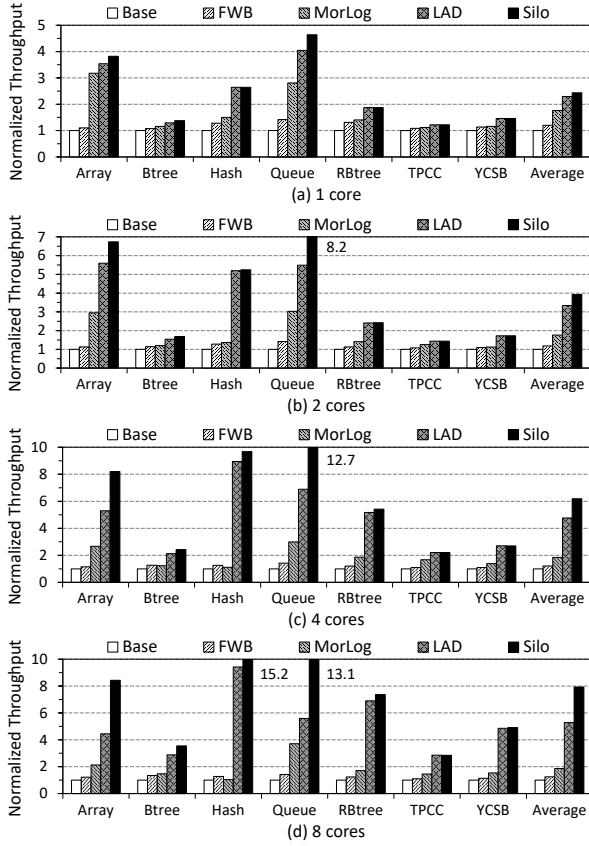 Base FWB MorLog LAD Silo
Normalized Throughput
5
4
3
2
1
0
Array Btree Hash Queue RBtree TPCC YCSB Average
(a) 1 core
Base FWB MorLog LAD Silo
Normalized Throughput
7
6
5
4
3
2
1
0
8.2
Array Btree Hash Queue RBtree TPCC YCSB Average
(b) 2 cores
Base FWB MorLog LAD Silo
Normalized Throughput
10
8
6
4
2
0
12.7
Array Btree Hash Queue RBtree TPCC YCSB Average
(c) 4 cores
Base FWB MorLog LAD Silo
Normalized Throughput
10
8
6
4
2
0
15.2 13.1
Array Btree Hash Queue RBtree TPCC YCSB Average
(d) 8 cores